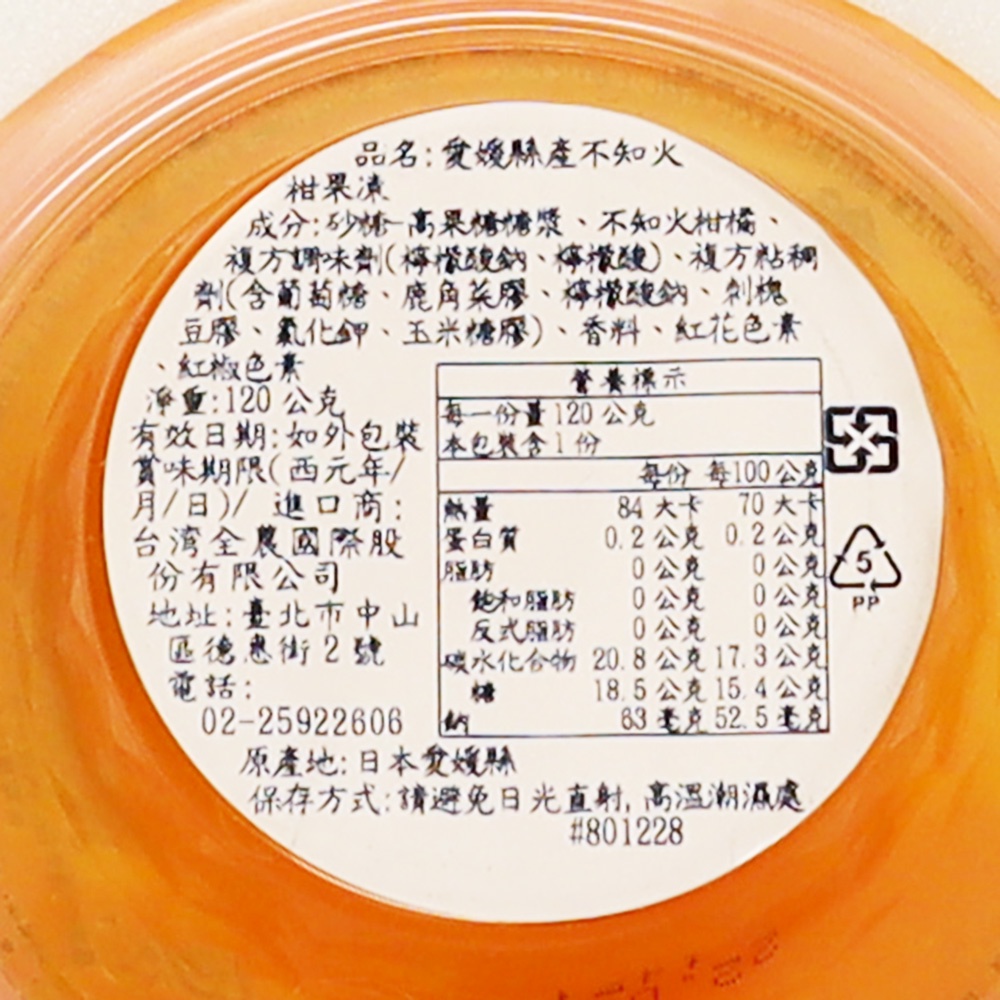 品名:愛媛縣產不知火
柑果凍
成分:砂糖-高果糖糖漿、不知火柑橘、
複方調味劑(檸檬酸鈉、檸檬酸)、複方粘稠
劑(含葡萄糖、鹿角菜膠、檸檬酸鈉、刺槐
豆膠、氯化鉀、玉米糖膠)、香料、紅花色素
、紅椒色素
淨重:120公克
有效日期:如外包裝
賞味期限(西元年/
月/日)/ 進口商:
台湾全農國際股
份有限公司
地址:臺北市中山
區德惠街2號
電話:
02-25922606
營養標示
每一份量120公克
本包裝含1份
每份 每100公克
熱量 84大卡 70大卡
蛋白質 0.2公克 0.2公克
脂肪 0公克 0公克
飽和脂肪 0公克 0公克
反式脂肪 0公克 0公克
碳水化合物 20.8公克 17.3公克
糖 18.5公克 15.4公克
鈉 63毫克 52.5毫克
5
PP
原產地:日本愛媛縣
保存方式:請避免日光直射,高溫潮濕處
#801228